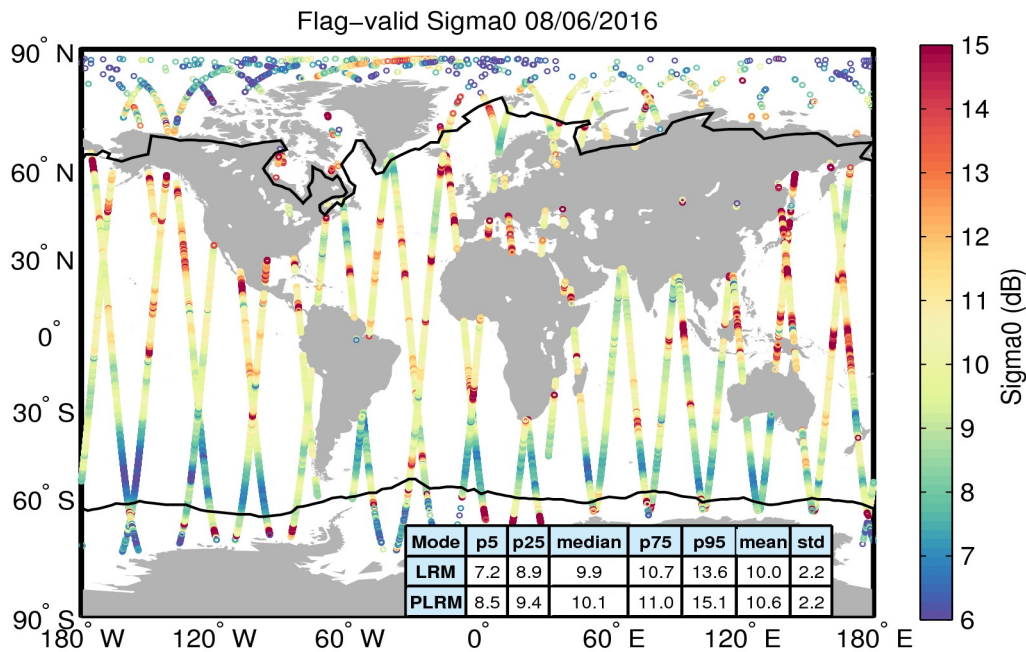 Flag−valid Sigma0 08/06/2016
90° N
60° N
30° N
0°
30° S
60° S
90° S
180° W
120° W
60° W
0°
60° E
120° E
180° E
15
14
13
12
11
10
9
8
7
6
Sigma0 (dB)
Mode p5 p25 median p75 p95 mean std
LRM 7.2 8.9 9.9 10.7 13.6 10.0 2.2
PLRM 8.5 9.4 10.1 11.0 15.1 10.6 2.2